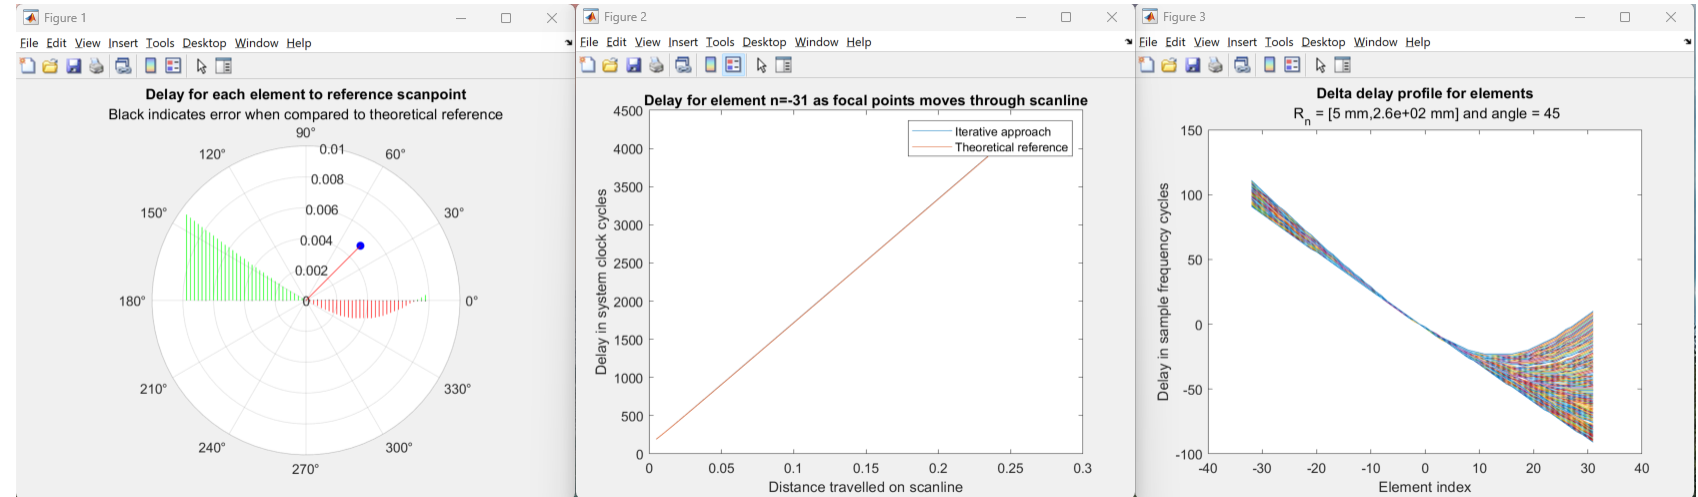 Figure 1
File Edit View Insert Tools Desktop Window Help
Delay for each element to reference scanpoint
Black indicates error when compared to theoretical reference
90°
120°
60°
0.01
0.008
150°
0.006
30°
0.004
0.002
180°
0
0°
210°
330°
240°
300°
270°
Figure 2
File Edit View Insert Tools Desktop Window Help
Delay for element n=-31 as focal points moves through scanline
Iterative approach
Theoretical reference
4500
4000
3500
3000
2500
2000
1500
1000
500
0
Delay in system clock cycles
0 0.05 0.1 0.15 0.2 0.25 0.3
Distance travelled on scanline
Figure 3
File Edit View Insert Tools Desktop Window Help
Delta delay profile for elements
Rn = [5 mm,2.6e+02 mm] and angle = 45
150
100
50
0
-50
-100
Delay in sample frequency cycles
-40 -30 -20 -10 0 10 20 30 40
Element index